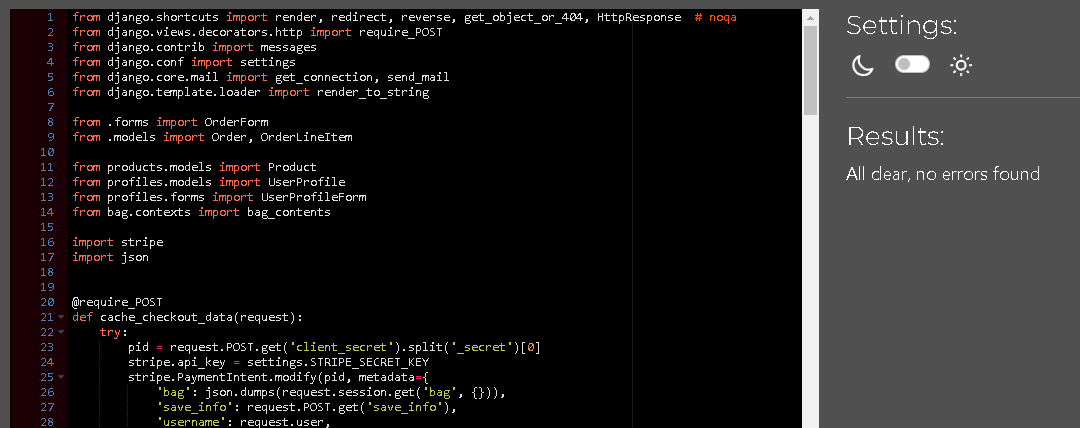 1 from django.shortcuts import render, redirect, reverse, get_object_or_404, HttpResponse  # noqa
2 from django.views.decorators.http import require_POST
3 from django.contrib import messages
4 from django.conf import settings
5 from django.core.mail import get_connection, send_mail
6 from django.template.loader import render_to_string
7
8 from .forms import OrderForm
9 from .models import Order, OrderLineItem
10
11 from products.models import Product
12 from profiles.models import UserProfile
13 from profiles.forms import UserProfileForm
14 from bag.contexts import bag_contents
15
16 import stripe
17 import json
18
19
20 @require_POST
21 def cache_checkout_data(request):
22     try:
23         pid = request.POST.get('client_secret').split('_secret')[0]
24         stripe.api_key = settings.STRIPE_SECRET_KEY
25         stripe.PaymentIntent.modify(pid, metadata={
26             'bag': json.dumps(request.session.get('bag', {})),
27             'save_info': request.POST.get('save_info'),
28             'username': request.user,
Settings:
Results:
All clear, no errors found